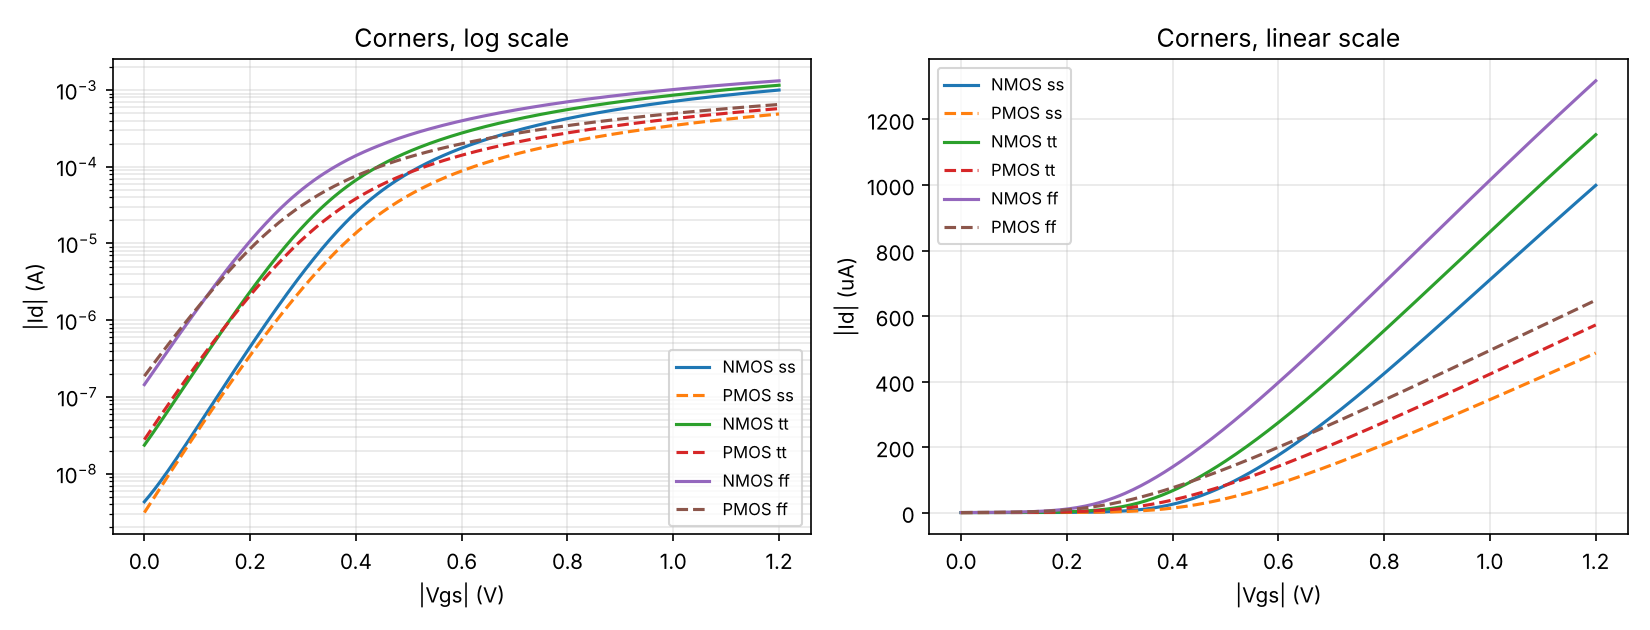 Corners, log scale
|Id| (A)
10⁻³
10⁻⁴
10⁻⁵
10⁻⁶
10⁻⁷
10⁻⁸
NMOS ss
PMOS ss
NMOS tt
PMOS tt
NMOS ff
PMOS ff
0.0 0.2 0.4 0.6 0.8 1.0 1.2
|Vgs| (V)
Corners, linear scale
|Id| (uA)
NMOS ss
PMOS ss
NMOS tt
PMOS tt
NMOS ff
PMOS ff
1200
1000
800
600
400
200
0
0.0 0.2 0.4 0.6 0.8 1.0 1.2
|Vgs| (V)